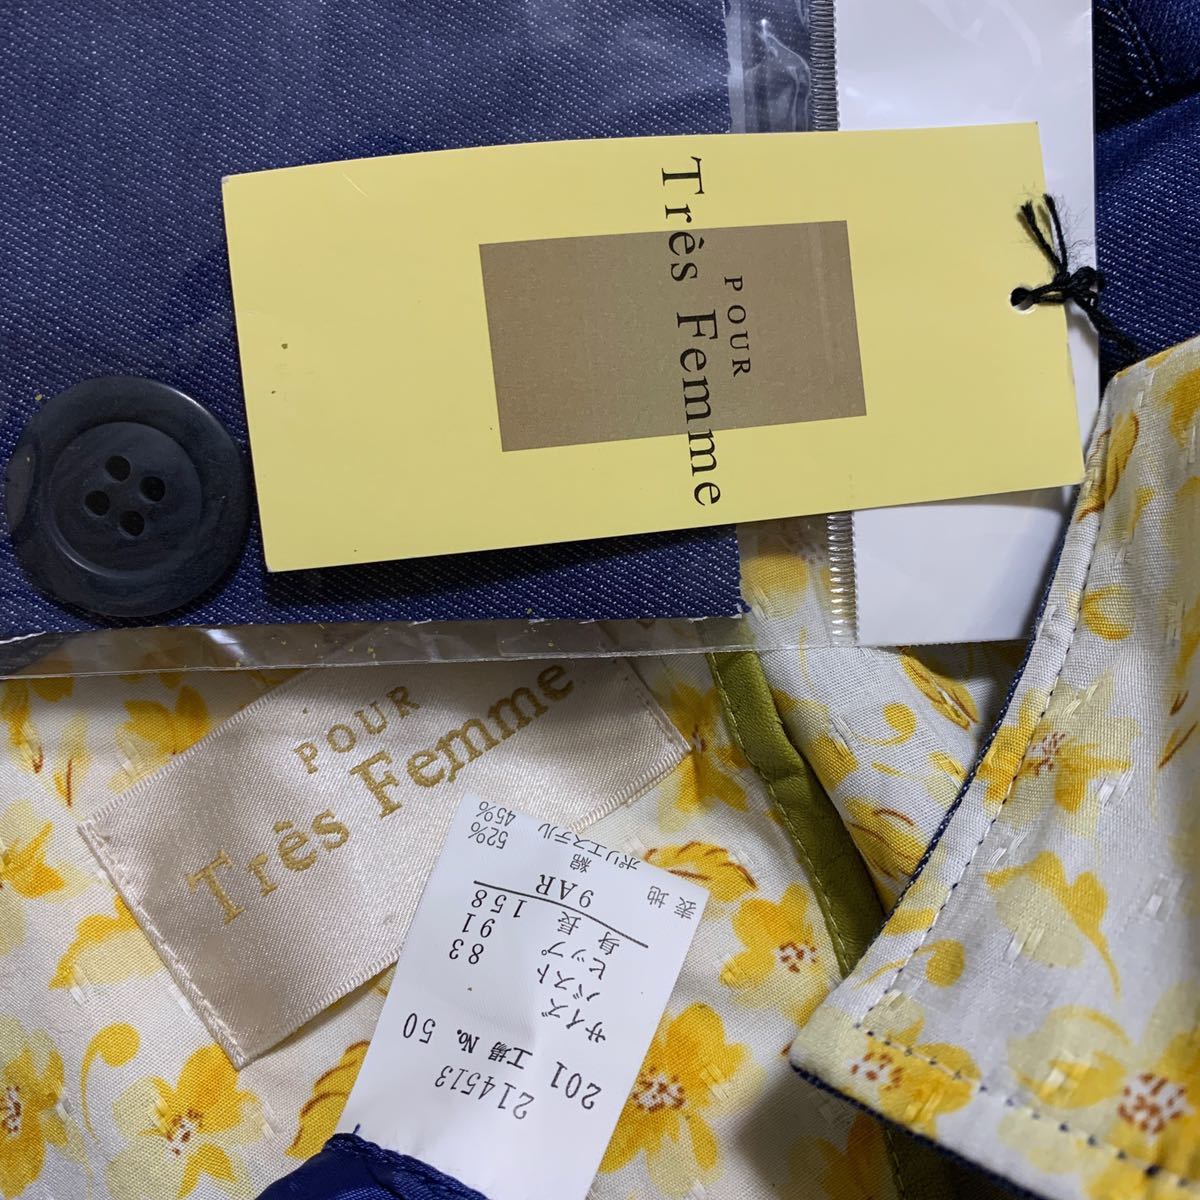 POUR
Très Femme
POUR
Très Femme
214513
201 工場 No. 50
サイズ
バスト 83
ヒップ 91
身長 158
9AR
表地 綿 52%
ポリエステル 45%